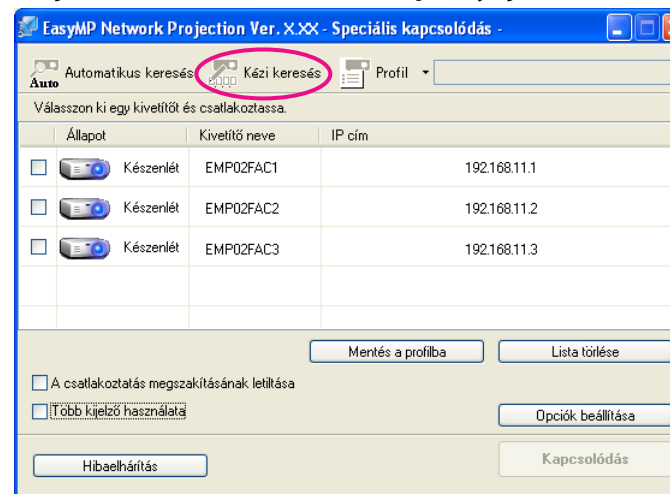 EasyMP Network Projection Ver. X.XX - Speciális kapcsolódás -
Auto Automatikus keresés Kézi keresés Profil
Válasszon ki egy kivetítőt és csatlakoztassa.
Állapot Kivetítő neve IP cím
Készenlét EMP02FAC1 192.168.11.1
Készenlét EMP02FAC2 192.168.11.2
Készenlét EMP02FAC3 192.168.11.3
Mentés a profilba Lista törlése
A csatlakoztatás megszakításának letiltása
Több kijelző használata
Opciók beállítása
Hibaelhárítás Kapcsolódás